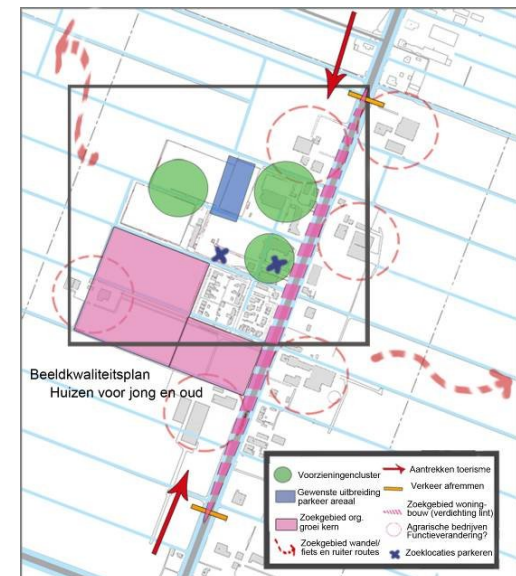 Beeldkwaliteitsplan
Huizen voor jong en oud
Voorzieningencluster
Gewenste uitbreiding
parkeer areaal
Zoekgebied org.
groei kern
Zoekgebied wandel/
fiets en ruiter routes
Aantrekken toerisme
Verkeer afremmen
Zoekgebied woning-
bouw (verdichting lint)
Agrarische bedrijven
Functieverandering?
Zoeklocaties parkeren